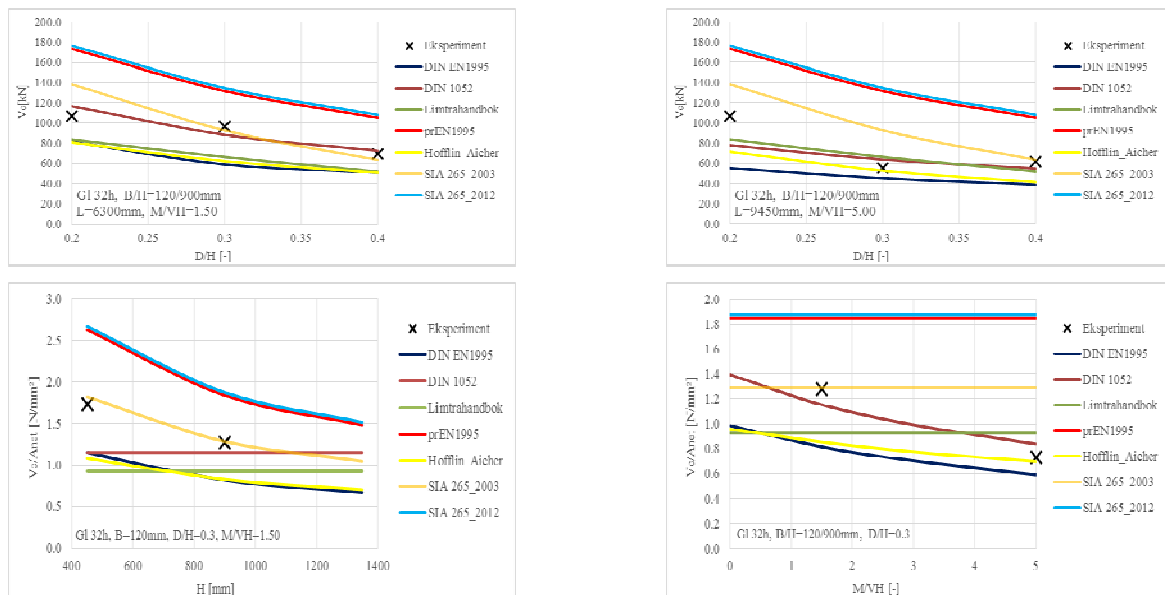 200.0
180.0
160.0
140.0
120.0
100.0
80.0
60.0
40.0
20.0
0.0
V₀[kN]
0.2 0.25 0.3 0.35 0.4
D/H [-]
Gl 32h, B/H=120/900mm
L=6300mm, M/VH=1.50
Eksperiment
DIN EN1995
DIN 1052
Limtrahandbok
prEN1995
Hofflin_Aicher
SIA 265_2003
SIA 265_2012
200.0
180.0
160.0
140.0
120.0
100.0
80.0
60.0
40.0
20.0
0.0
V₀[kN]
0.2 0.25 0.3 0.35 0.4
D/H [-]
Gl 32h, B/H=120/900mm
L=9450mm, M/VH=5.00
Eksperiment
DIN EN1995
DIN 1052
Limtrahandbok
prEN1995
Hofflin_Aicher
SIA 265_2003
SIA 265_2012
3.0
2.5
2.0
1.5
1.0
0.5
0.0
V₀/Anet [N/mm²]
400 600 800 1000 1200 1400
H [mm]
Gl 32h, B=120mm, D/H=0.3, M/VH=1.50
Eksperiment
DIN EN1995
DIN 1052
Limtrahandbok
prEN1995
Hofflin_Aicher
SIA 265_2003
SIA 265_2012
2.0
1.8
1.6
1.4
1.2
1.0
0.8
0.6
0.4
0.2
0.0
V₀/Anet [N/mm²]
0 1 2 3 4 5
M/VH [-]
Gl 32h, B/H=120/900mm, D/H=0.3
Eksperiment
DIN EN1995
DIN 1052
Limtrahandbok
prEN1995
Hofflin_Aicher
SIA 265_2003
SIA 265_2012